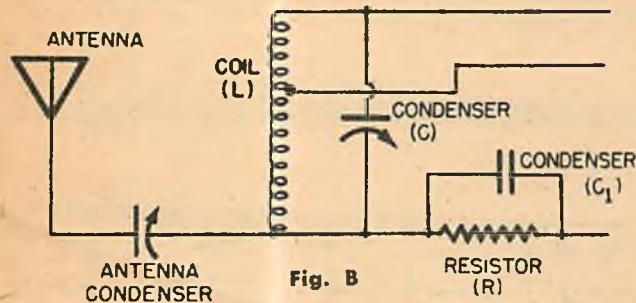 ANTENNA
COIL
(L)
CONDENSER
(C)
CONDENSER
(C₁)
ANTENNA
CONDENSER
Fig. B
RESISTOR
(R)